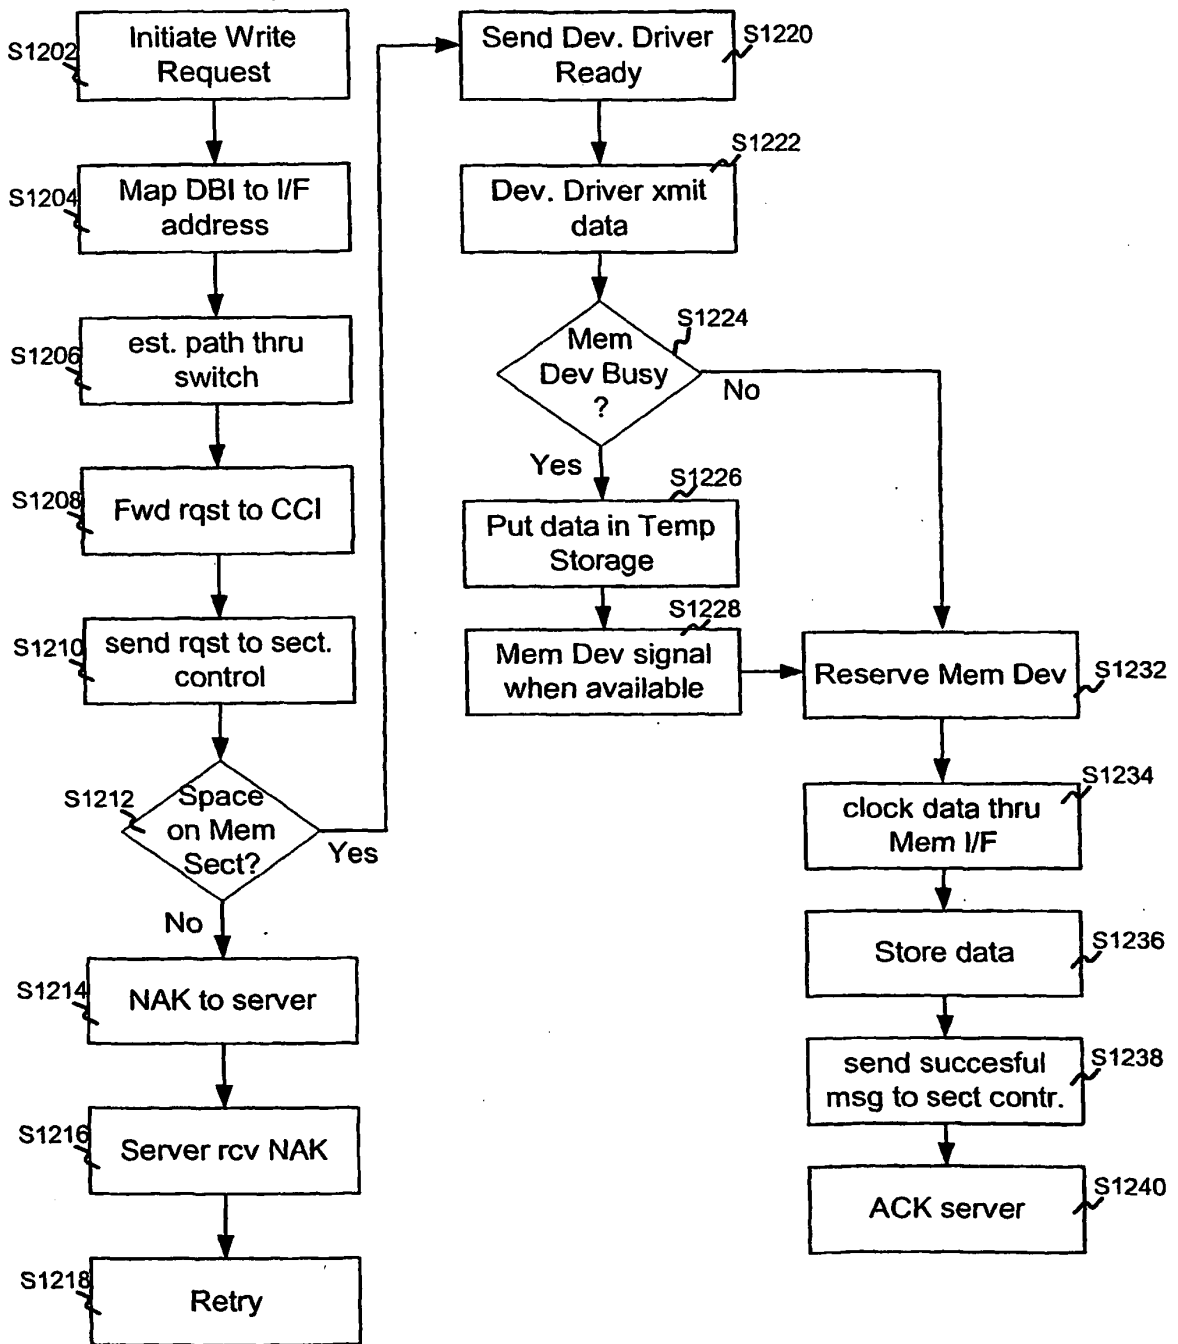 S1202
Initiate Write
Request
S1204
Map DBI to I/F
address
S1206
est. path thru
switch
S1208
Fwd rqst to CCI
S1210
send rqst to sect.
control
S1212
Space
on Mem
Sect?
Yes
No
S1214
NAK to server
S1216
Server rcv NAK
S1218
Retry
Send Dev. Driver
Ready
S1220
S1222
Dev. Driver xmit
data
S1224
Mem
Dev Busy
?
No
Yes
S1226
Put data in Temp
Storage
S1228
Mem Dev signal
when available
Reserve Mem Dev
S1232
S1234
clock data thru
Mem I/F
Store data
S1236
send succesful
msg to sect contr.
S1238
ACK server
S1240